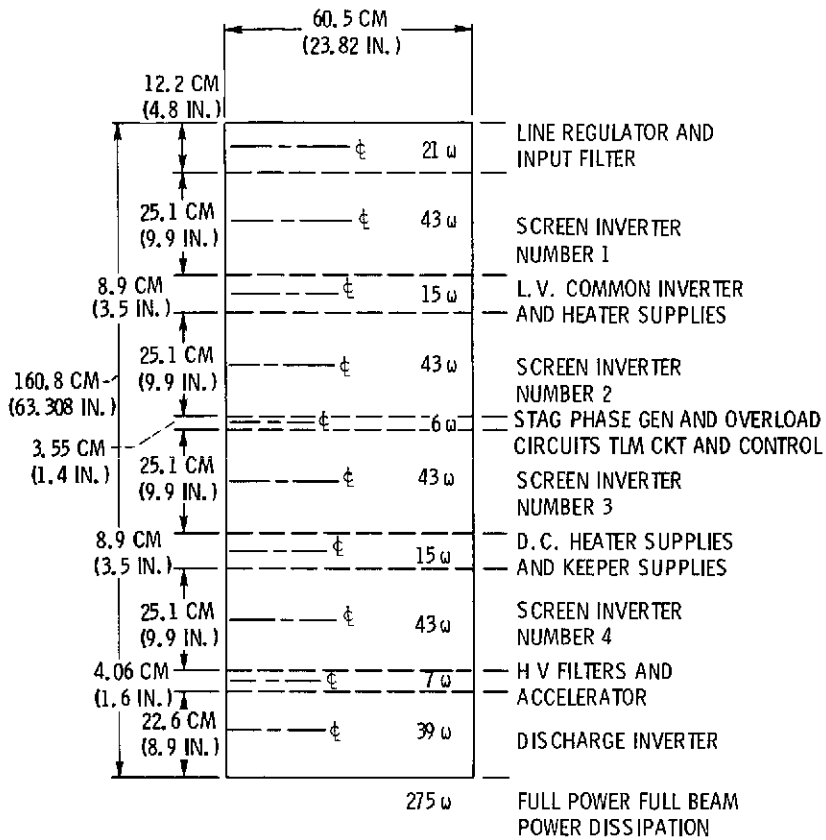 60.5 CM
(23.82 IN.)
12.2 CM
(4.8 IN.)
LINE REGULATOR AND
INPUT FILTER
℄ 21 ω
25.1 CM
(9.9 IN.)
℄ 43 ω
SCREEN INVERTER
NUMBER 1
8.9 CM
(3.5 IN.)
℄ 15 ω
L.V. COMMON INVERTER
AND HEATER SUPPLIES
25.1 CM
(9.9 IN.)
℄ 43 ω
SCREEN INVERTER
NUMBER 2
160.8 CM
(63.308 IN.)
3.55 CM
(1.4 IN.)
℄ 6 ω
STAG PHASE GEN AND OVERLOAD
CIRCUITS TLM CKT AND CONTROL
25.1 CM
(9.9 IN.)
℄ 43 ω
SCREEN INVERTER
NUMBER 3
8.9 CM
(3.5 IN.)
℄ 15 ω
D.C. HEATER SUPPLIES
AND KEEPER SUPPLIES
25.1 CM
(9.9 IN.)
℄ 43 ω
SCREEN INVERTER
NUMBER 4
4.06 CM
(1.6 IN.)
℄ 7 ω
H V FILTERS AND
ACCELERATOR
22.6 CM
(8.9 IN.)
℄ 39 ω
DISCHARGE INVERTER
275 ω
FULL POWER FULL BEAM
POWER DISSIPATION